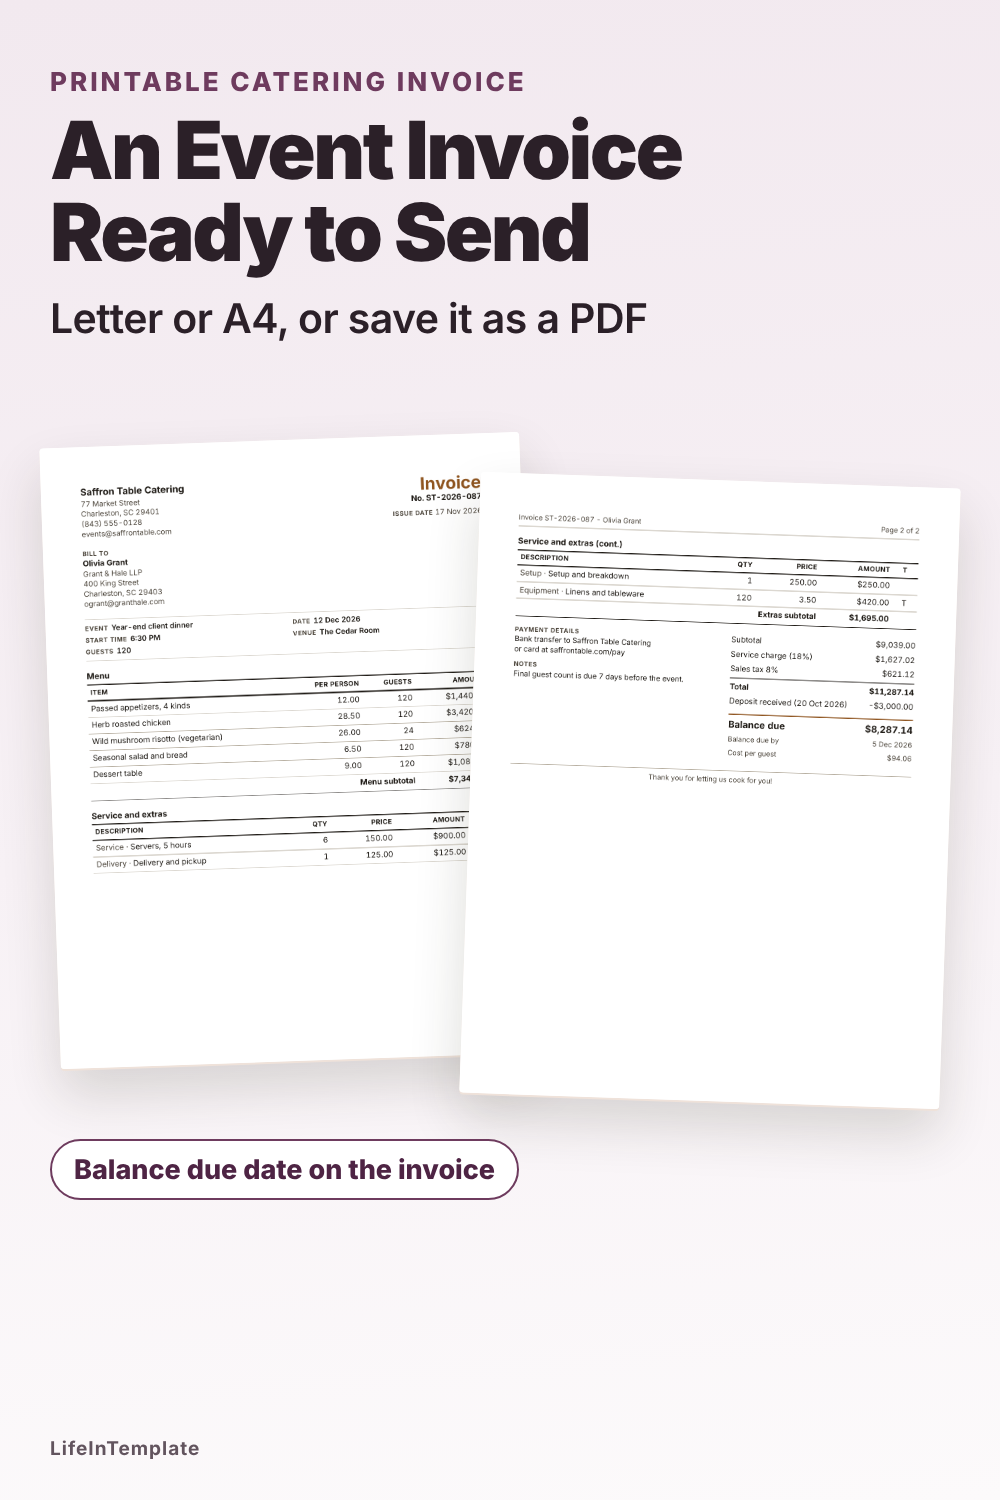 PRINTABLE CATERING INVOICE
An Event Invoice
Ready to Send
Letter or A4, or save it as a PDF
Saffron Table Catering
77 Market Street
Charleston, SC 29401
(843) 555-0128
events@saffrontable.com
Invoice
No. ST-2026-087
ISSUE DATE 17 Nov 2026
BILL TO
Olivia Grant
Grant & Hale LLP
400 King Street
Charleston, SC 29403
ogrant@granthale.com
EVENT Year-end client dinner
START TIME 6:30 PM
GUESTS 120
DATE 12 Dec 2026
VENUE The Cedar Room
Menu
ITEM PER PERSON GUESTS
Passed appetizers, 4 kinds 12.00 120 $1,440
Herb roasted chicken 28.50 120 $3,420
Wild mushroom risotto (vegetarian) 26.00 24 $624
Seasonal salad and bread 6.50 120
Dessert table 9.00 120
Menu subtotal
Service and extras
DESCRIPTION QTY PRICE AMOUNT
Service · Servers, 5 hours 6 150.00 $900.00
Delivery · Delivery and pickup 1 125.00 $125.00
Invoice ST-2026-087 - Olivia Grant Page 2 of 2
Service and extras (cont.)
DESCRIPTION QTY PRICE AMOUNT T
Setup · Setup and breakdown 1 250.00 $250.00
Equipment · Linens and tableware 120 3.50 $420.00 T
Extras subtotal $1,695.00
PAYMENT DETAILS
Bank transfer to Saffron Table Catering
or card at saffrontable.com/pay
NOTES
Final guest count is due 7 days before the event.
Subtotal $9,039.00
Service charge (18%) $1,627.02
Sales tax 8% $621.12
Total $11,287.14
Deposit received (20 Oct 2026) -$3,000.00
Balance due $8,287.14
Balance due by 5 Dec 2026
Cost per guest $94.06
Thank you for letting us cook for you!
Balance due date on the invoice
LifeInTemplate